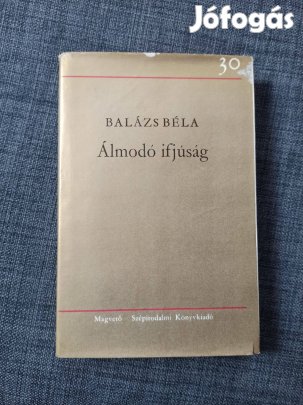 Jófogás
30
BALÁZS BÉLA
Álmodó ifjúság
Magvető Szépirodalmi Könyvkiadó